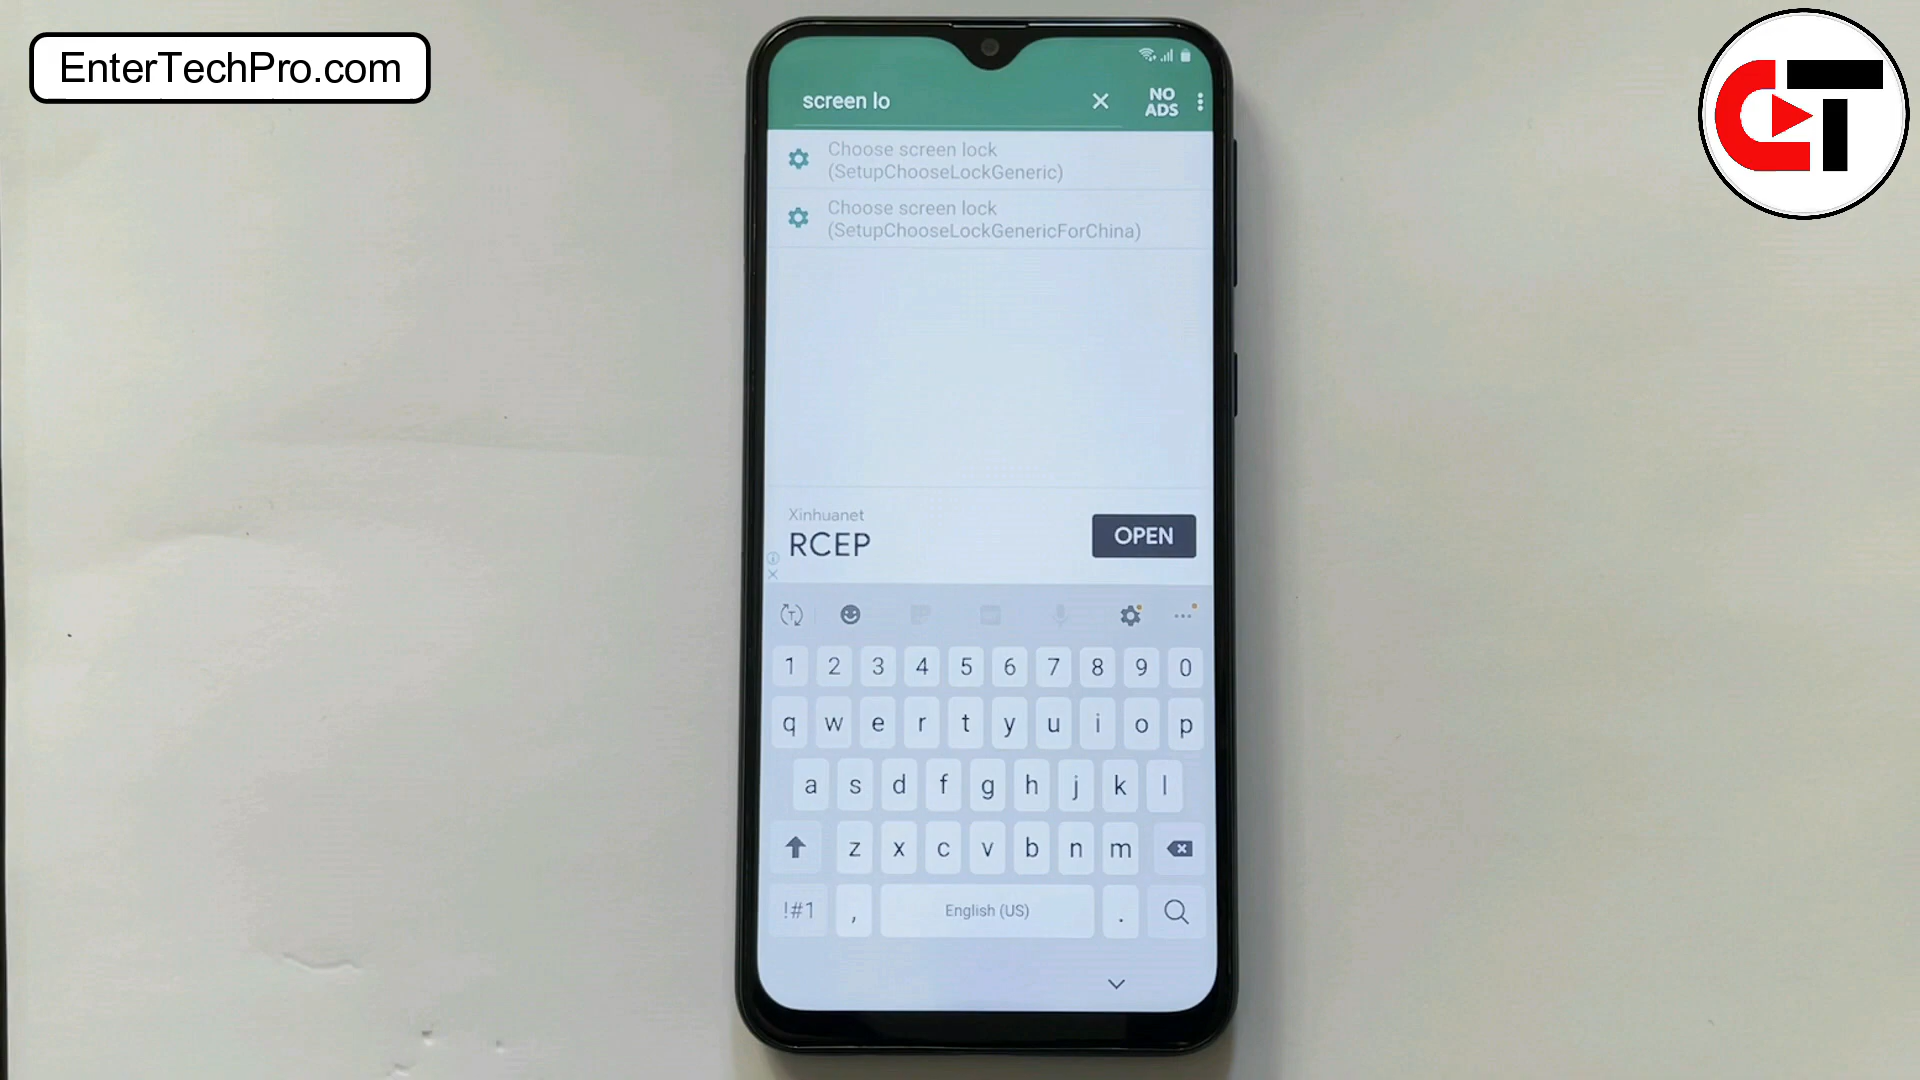 EnterTechPro.com
CT
screen lo
NO
ADS
Choose screen lock
(SetupChooseLockGeneric)
Choose screen lock
(SetupChooseLockGenericForChina)
Xinhuanet
RCEP
OPEN
T
1 2 3 4 5 6 7 8 9 0
q w e r t y u i o p
a s d f g h j k l
z x c v b n m
!#1 , English (US) .